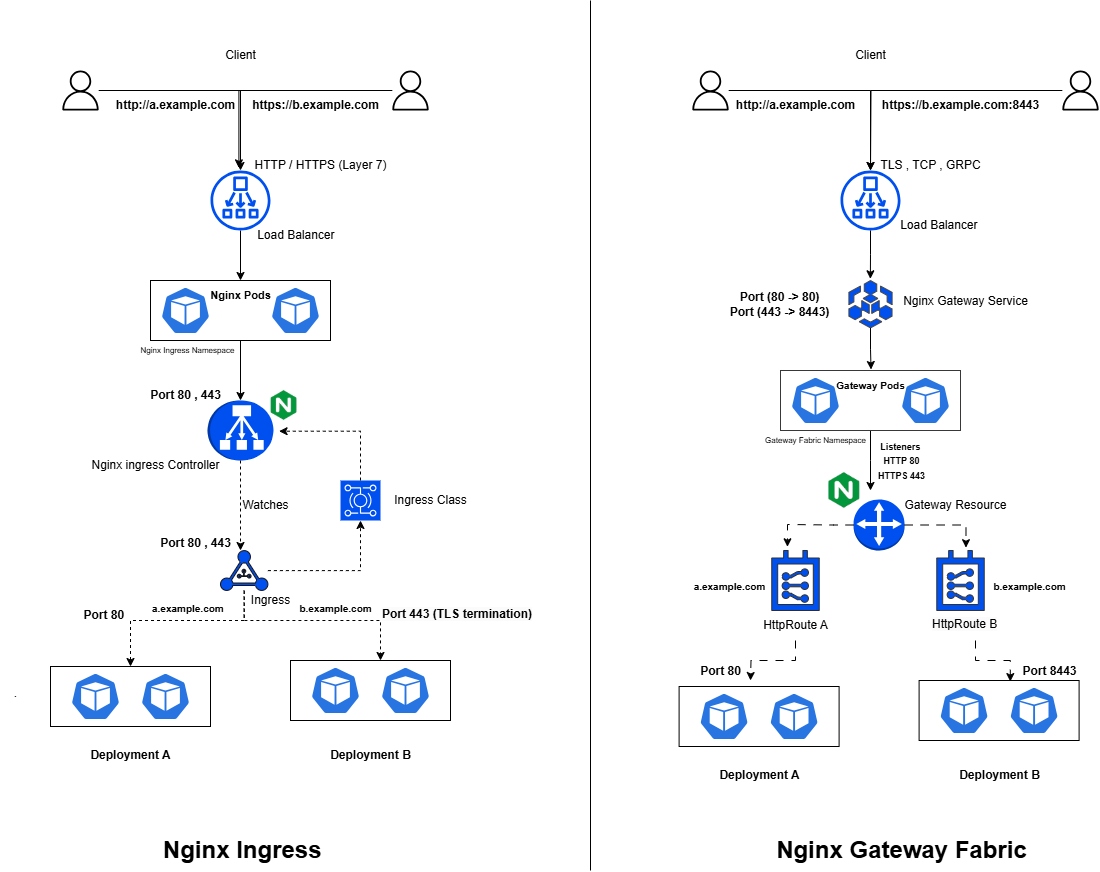 Client
http://a.example.com
https://b.example.com
HTTP / HTTPS (Layer 7)
Load Balancer
Nginx Pods
Nginx Ingress Namespace
Port 80 , 443
N
Nginx ingress Controller
Ingress Class
Watches
Port 80 , 443
Ingress
a.example.com
b.example.com
Port 80
Port 443 (TLS termination)
Deployment A
Deployment B
Nginx Ingress
Client
http://a.example.com
https://b.example.com:8443
TLS , TCP , GRPC
Load Balancer
Port (80 -> 80)
Port (443 -> 8443)
Nginx Gateway Service
Gateway Pods
Gateway Fabric Namespace
Listeners
HTTP 80
HTTPS 443
N
Gateway Resource
a.example.com
b.example.com
HttpRoute A
HttpRoute B
Port 80
Port 8443
Deployment A
Deployment B
Nginx Gateway Fabric